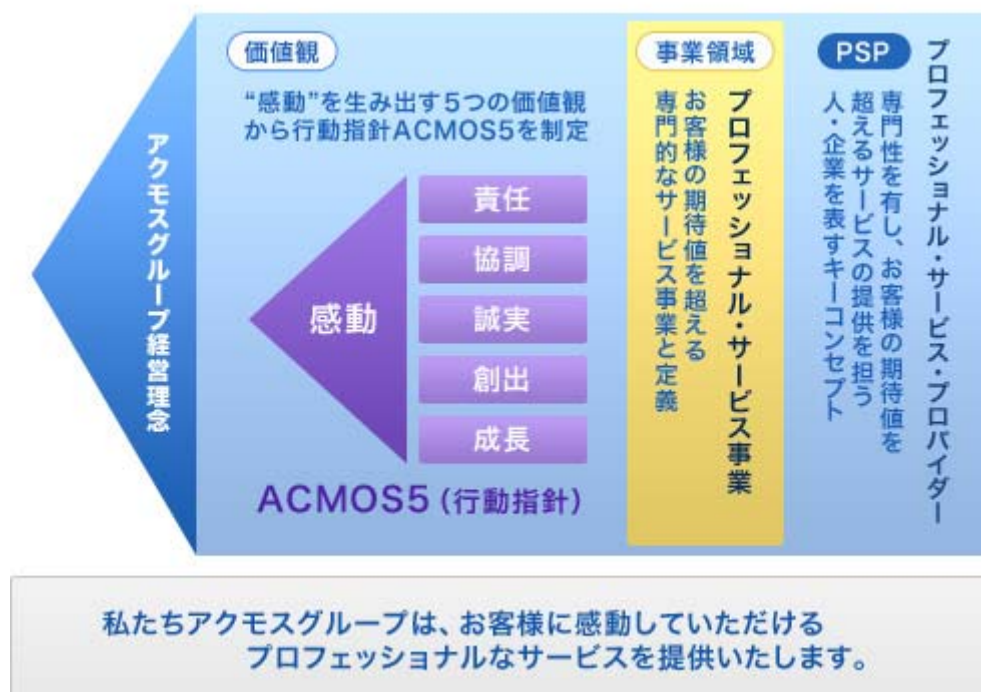 アクモスグループ経営理念
価値観
“感動”を生み出す5つの価値観
から行動指針ACMOS5を制定
感動
責任
協調
誠実
創出
成長
ACMOS5(行動指針)
事業領域
プロフェッショナル・サービス事業
お客様の期待値を超える
専門的なサービス事業と定義
PSP
プロフェッショナル・サービス・プロバイダー
専門性を有し、お客様の期待値を
超えるサービスの提供を担う
人・企業を表すキーコンセプト
私たちアクモスグループは、お客様に感動していただける
プロフェッショナルなサービスを提供いたします。